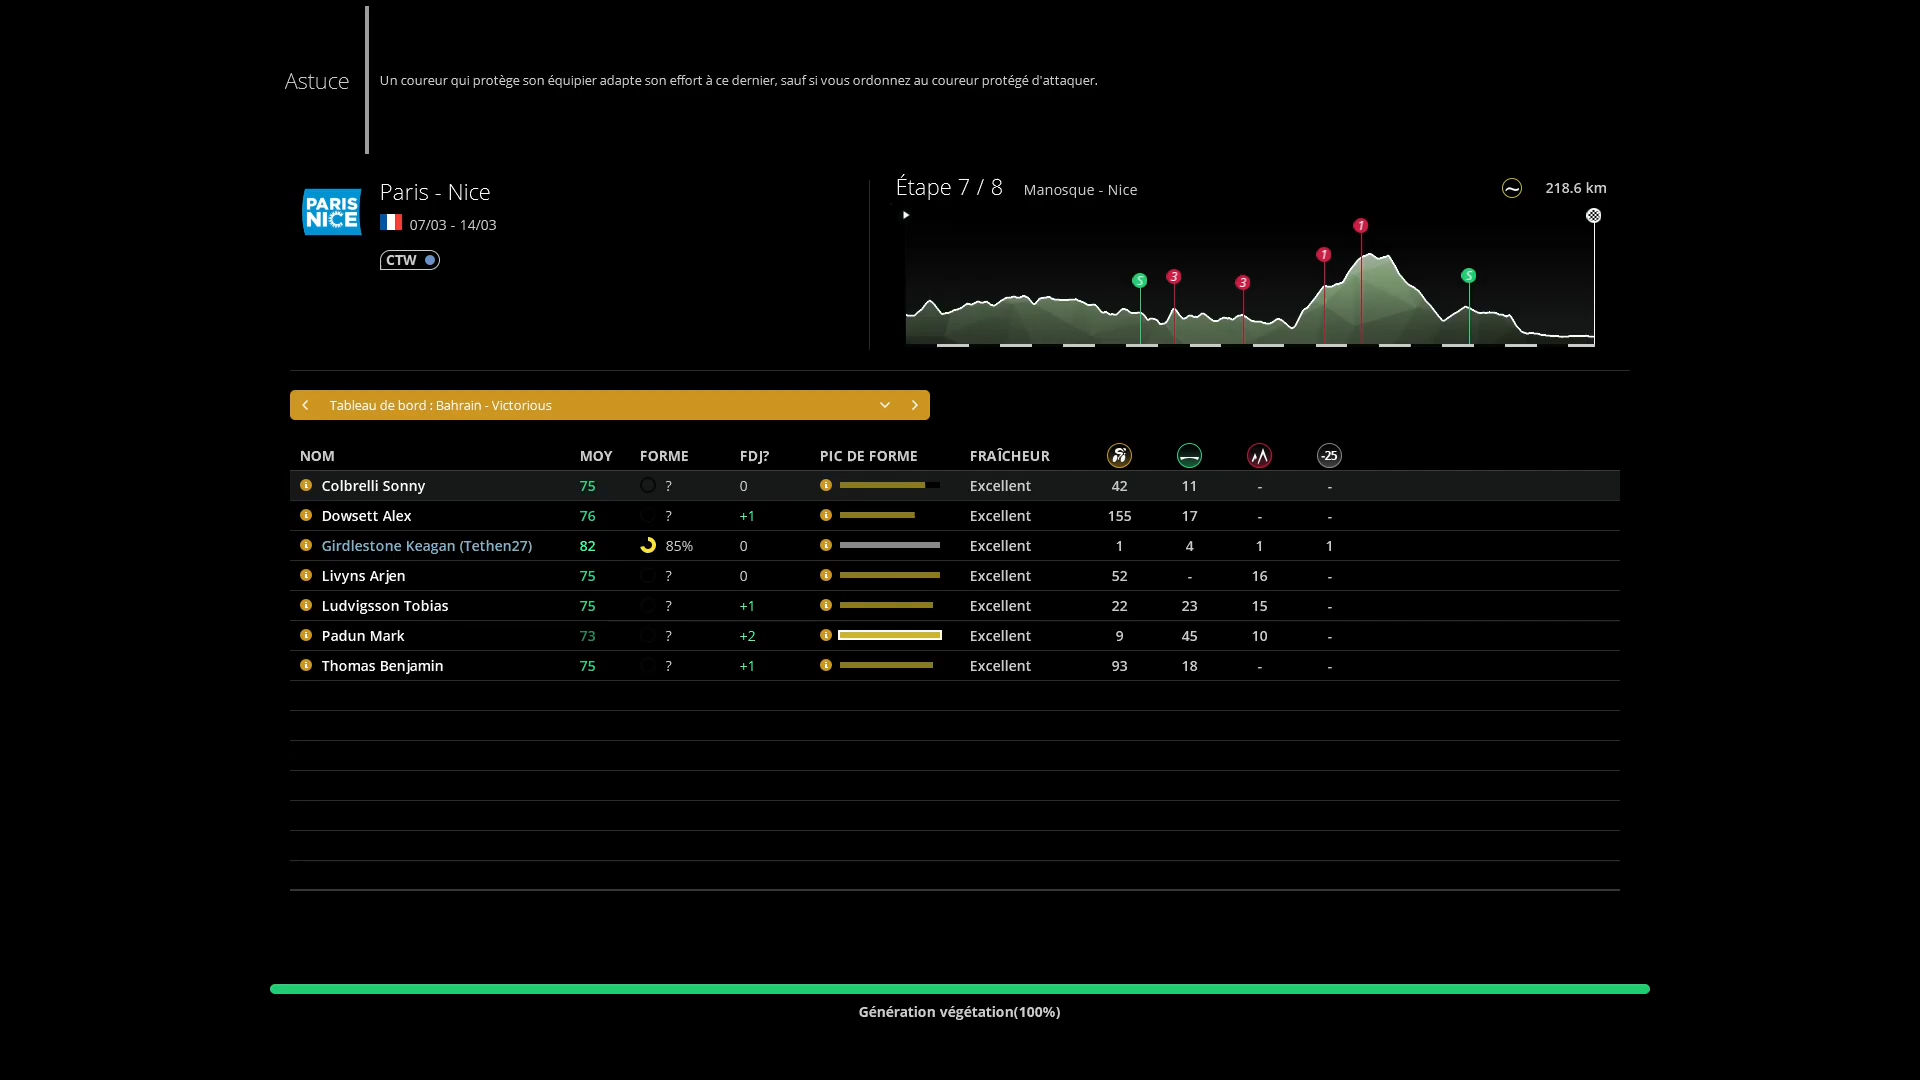 Astuce
Un coureur qui protège son équipier adapte son effort à ce dernier, sauf si vous ordonnez au coureur protégé d'attaquer.
PARIS
NICE
Paris - Nice
07/03 - 14/03
CTW
Étape 7 / 8 Manosque - Nice 218.6 km
S 3 3 1 1 S
Tableau de bord : Bahrain - Victorious
NOM MOY FORME FDJ? PIC DE FORME FRAÎCHEUR -25
Colbrelli Sonny 75 ? 0 Excellent 42 11 - -
Dowsett Alex 76 ? +1 Excellent 155 17 - -
Girdlestone Keagan (Tethen27) 82 85% 0 Excellent 1 4 1 1
Livyns Arjen 75 ? 0 Excellent 52 - 16 -
Ludvigsson Tobias 75 ? +1 Excellent 22 23 15 -
Padun Mark 73 ? +2 Excellent 9 45 10 -
Thomas Benjamin 75 ? +1 Excellent 93 18 - -
Génération végétation(100%)